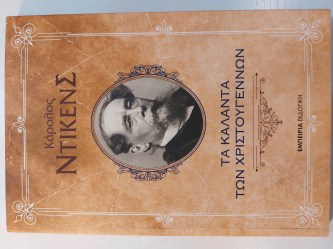 Κάρολος
ΝΤΙΚΕΝΣ
ΤΑ ΚΑΛΑΝΤΑ
ΤΩΝ ΧΡΙΣΤΟΥΓΕΝΝΩΝ
ΕΜΠΕΙΡΙΑ ΕΚΔΟΤΙΚΗ